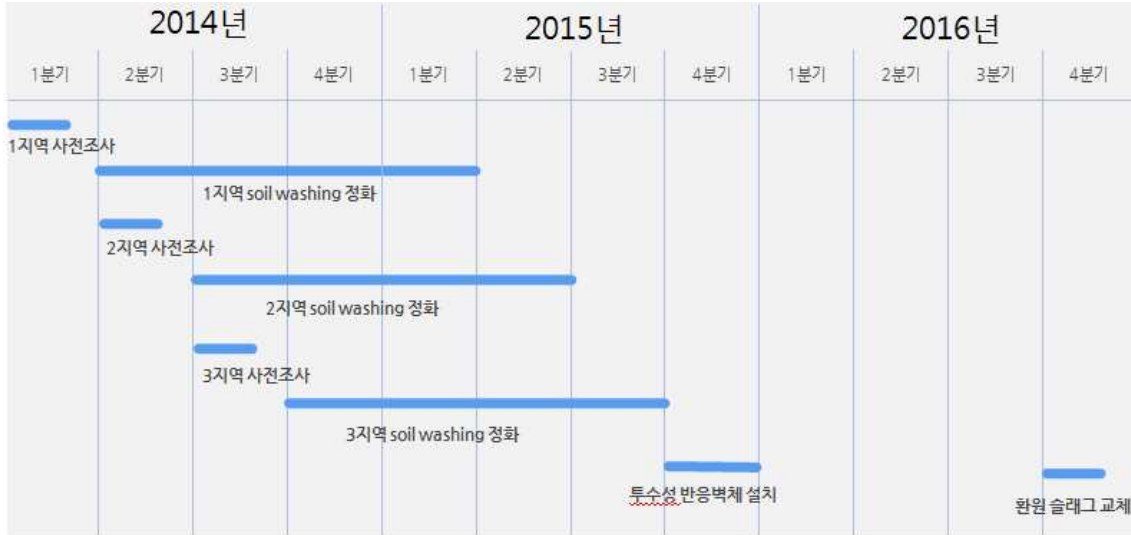 2014년 2015년 2016년
1분기 2분기 3분기 4분기 1분기 2분기 3분기 4분기 1분기 2분기 3분기 4분기
1지역 사전조사
1지역 soil washing 정화
2지역 사전조사
2지역 soil washing 정화
3지역 사전조사
3지역 soil washing 정화
투수성 반응벽체 설치
환원 슬래그 교체